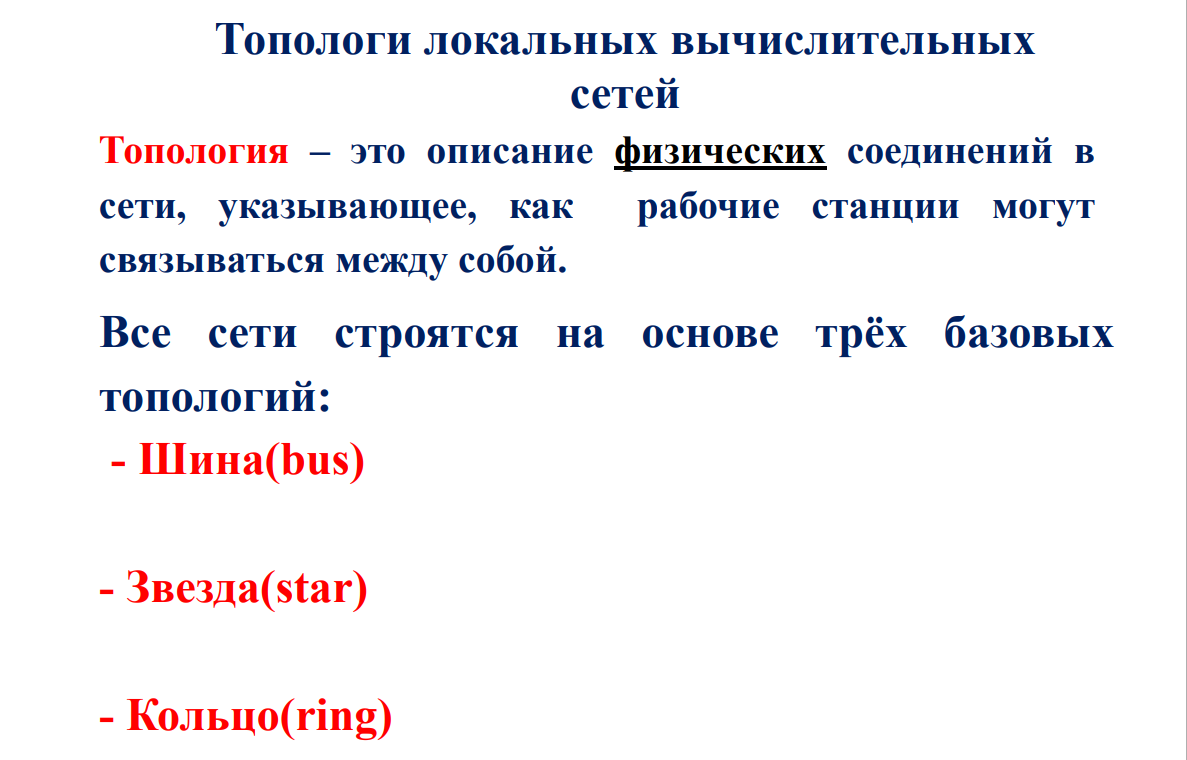 Топологи локальных вычислительных
сетей
Топология – это описание физических соединений в
сети, указывающее, как рабочие станции могут
связываться между собой.
Все сети строятся на основе трёх базовых
топологий:
- Шина(bus)
- Звезда(star)
- Кольцо(ring)